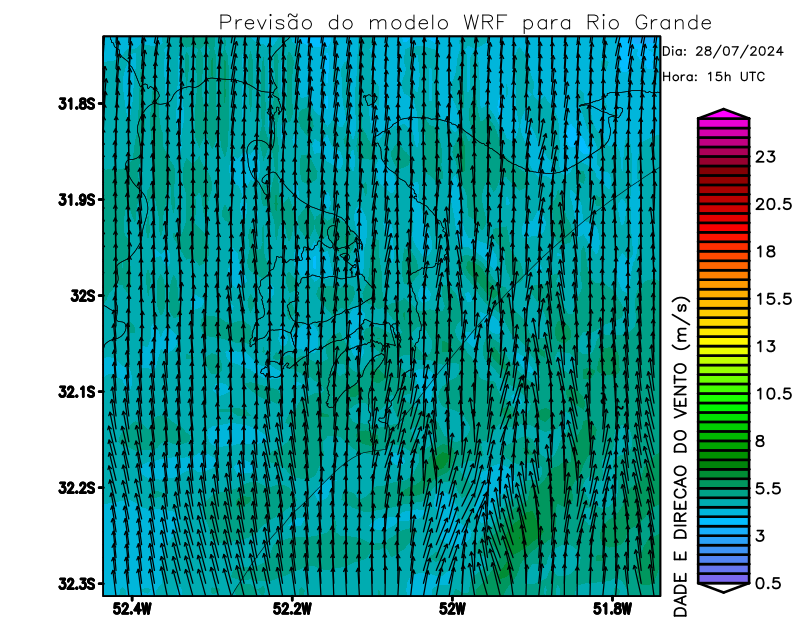 Previsão do modelo WRF para Rio Grande
Dia: 28/07/2024
Hora: 15h UTC
31.8S
31.9S
32S
32.1S
32.2S
32.3S
52.4W
52.2W
52W
51.8W
23
20.5
18
15.5
13
10.5
8
5.5
3
0.5
DADE E DIRECAO DO VENTO (m/s)